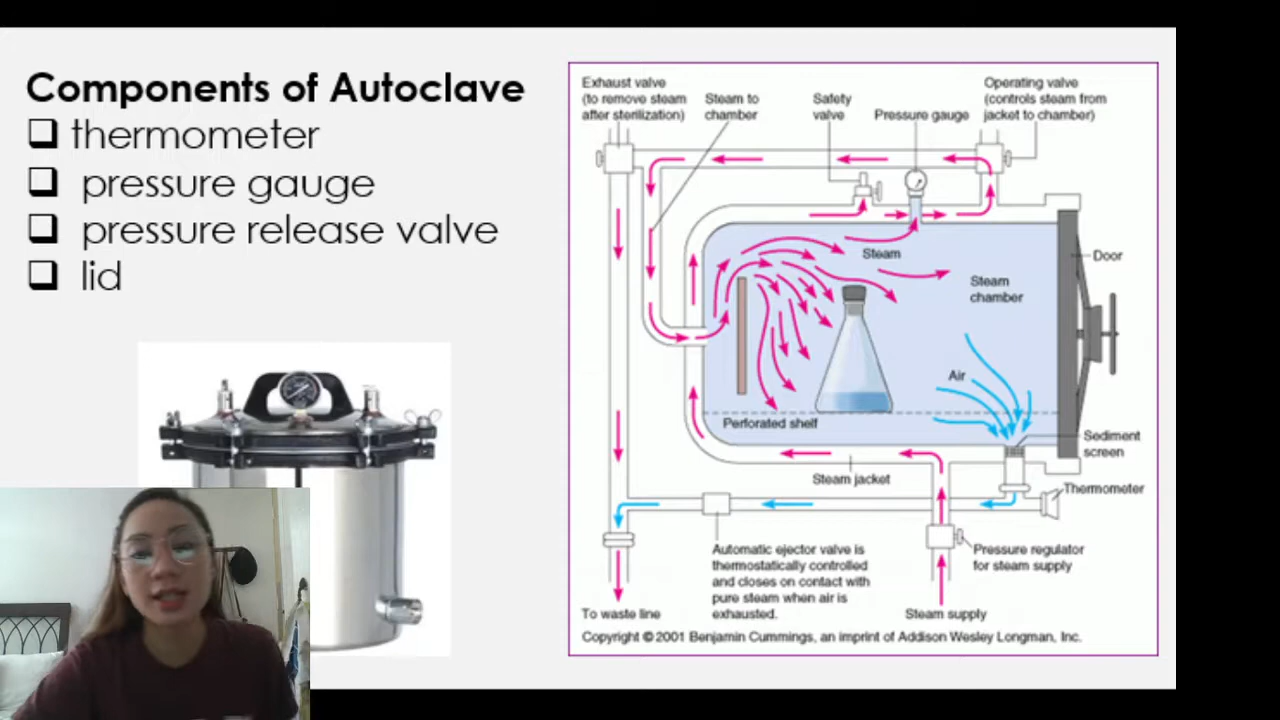 Components of Autoclave
thermometer
pressure gauge
pressure release valve
lid
Exhaust valve
(to remove steam
after sterilization)
Steam to
chamber
Safety
valve
Pressure gauge
Operating valve
(controls steam from
jacket to chamber)
Steam
Steam
chamber
Door
Air
Perforated shelf
Sediment
screen
Steam jacket
Thermometer
Automatic ejector valve is
thermostatically controlled
and closes on contact with
pure steam when air is
exhausted.
Pressure regulator
for steam supply
To waste line
Steam supply
Copyright © 2001 Benjamin Cummings, an imprint of Addison Wesley Longman, Inc.